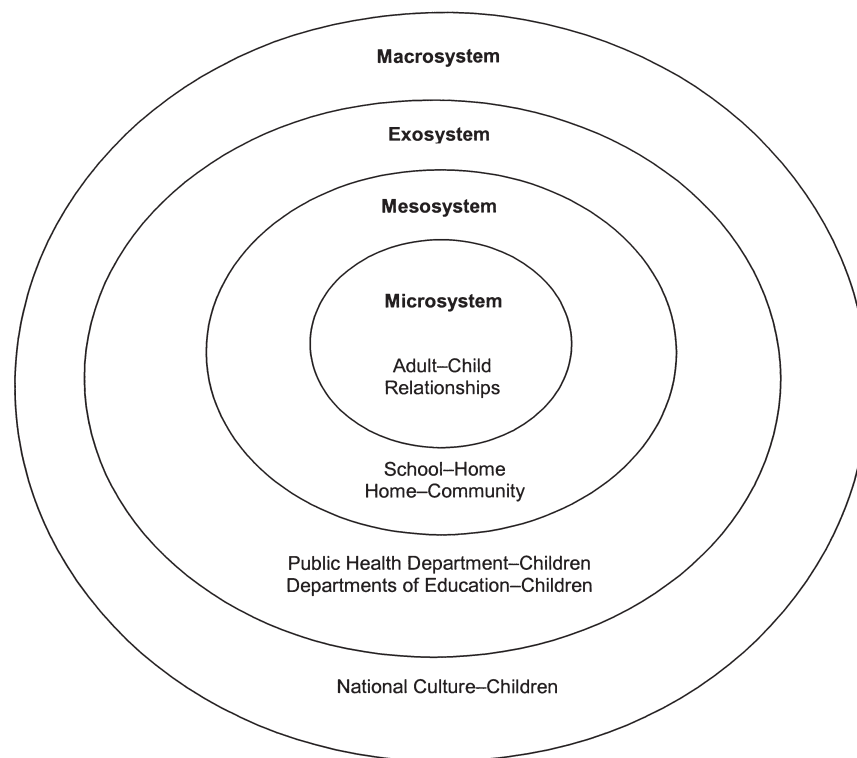 Macrosystem
Exosystem
Mesosystem
Microsystem
Adult–Child
Relationships
School–Home
Home–Community
Public Health Department–Children
Departments of Education–Children
National Culture–Children